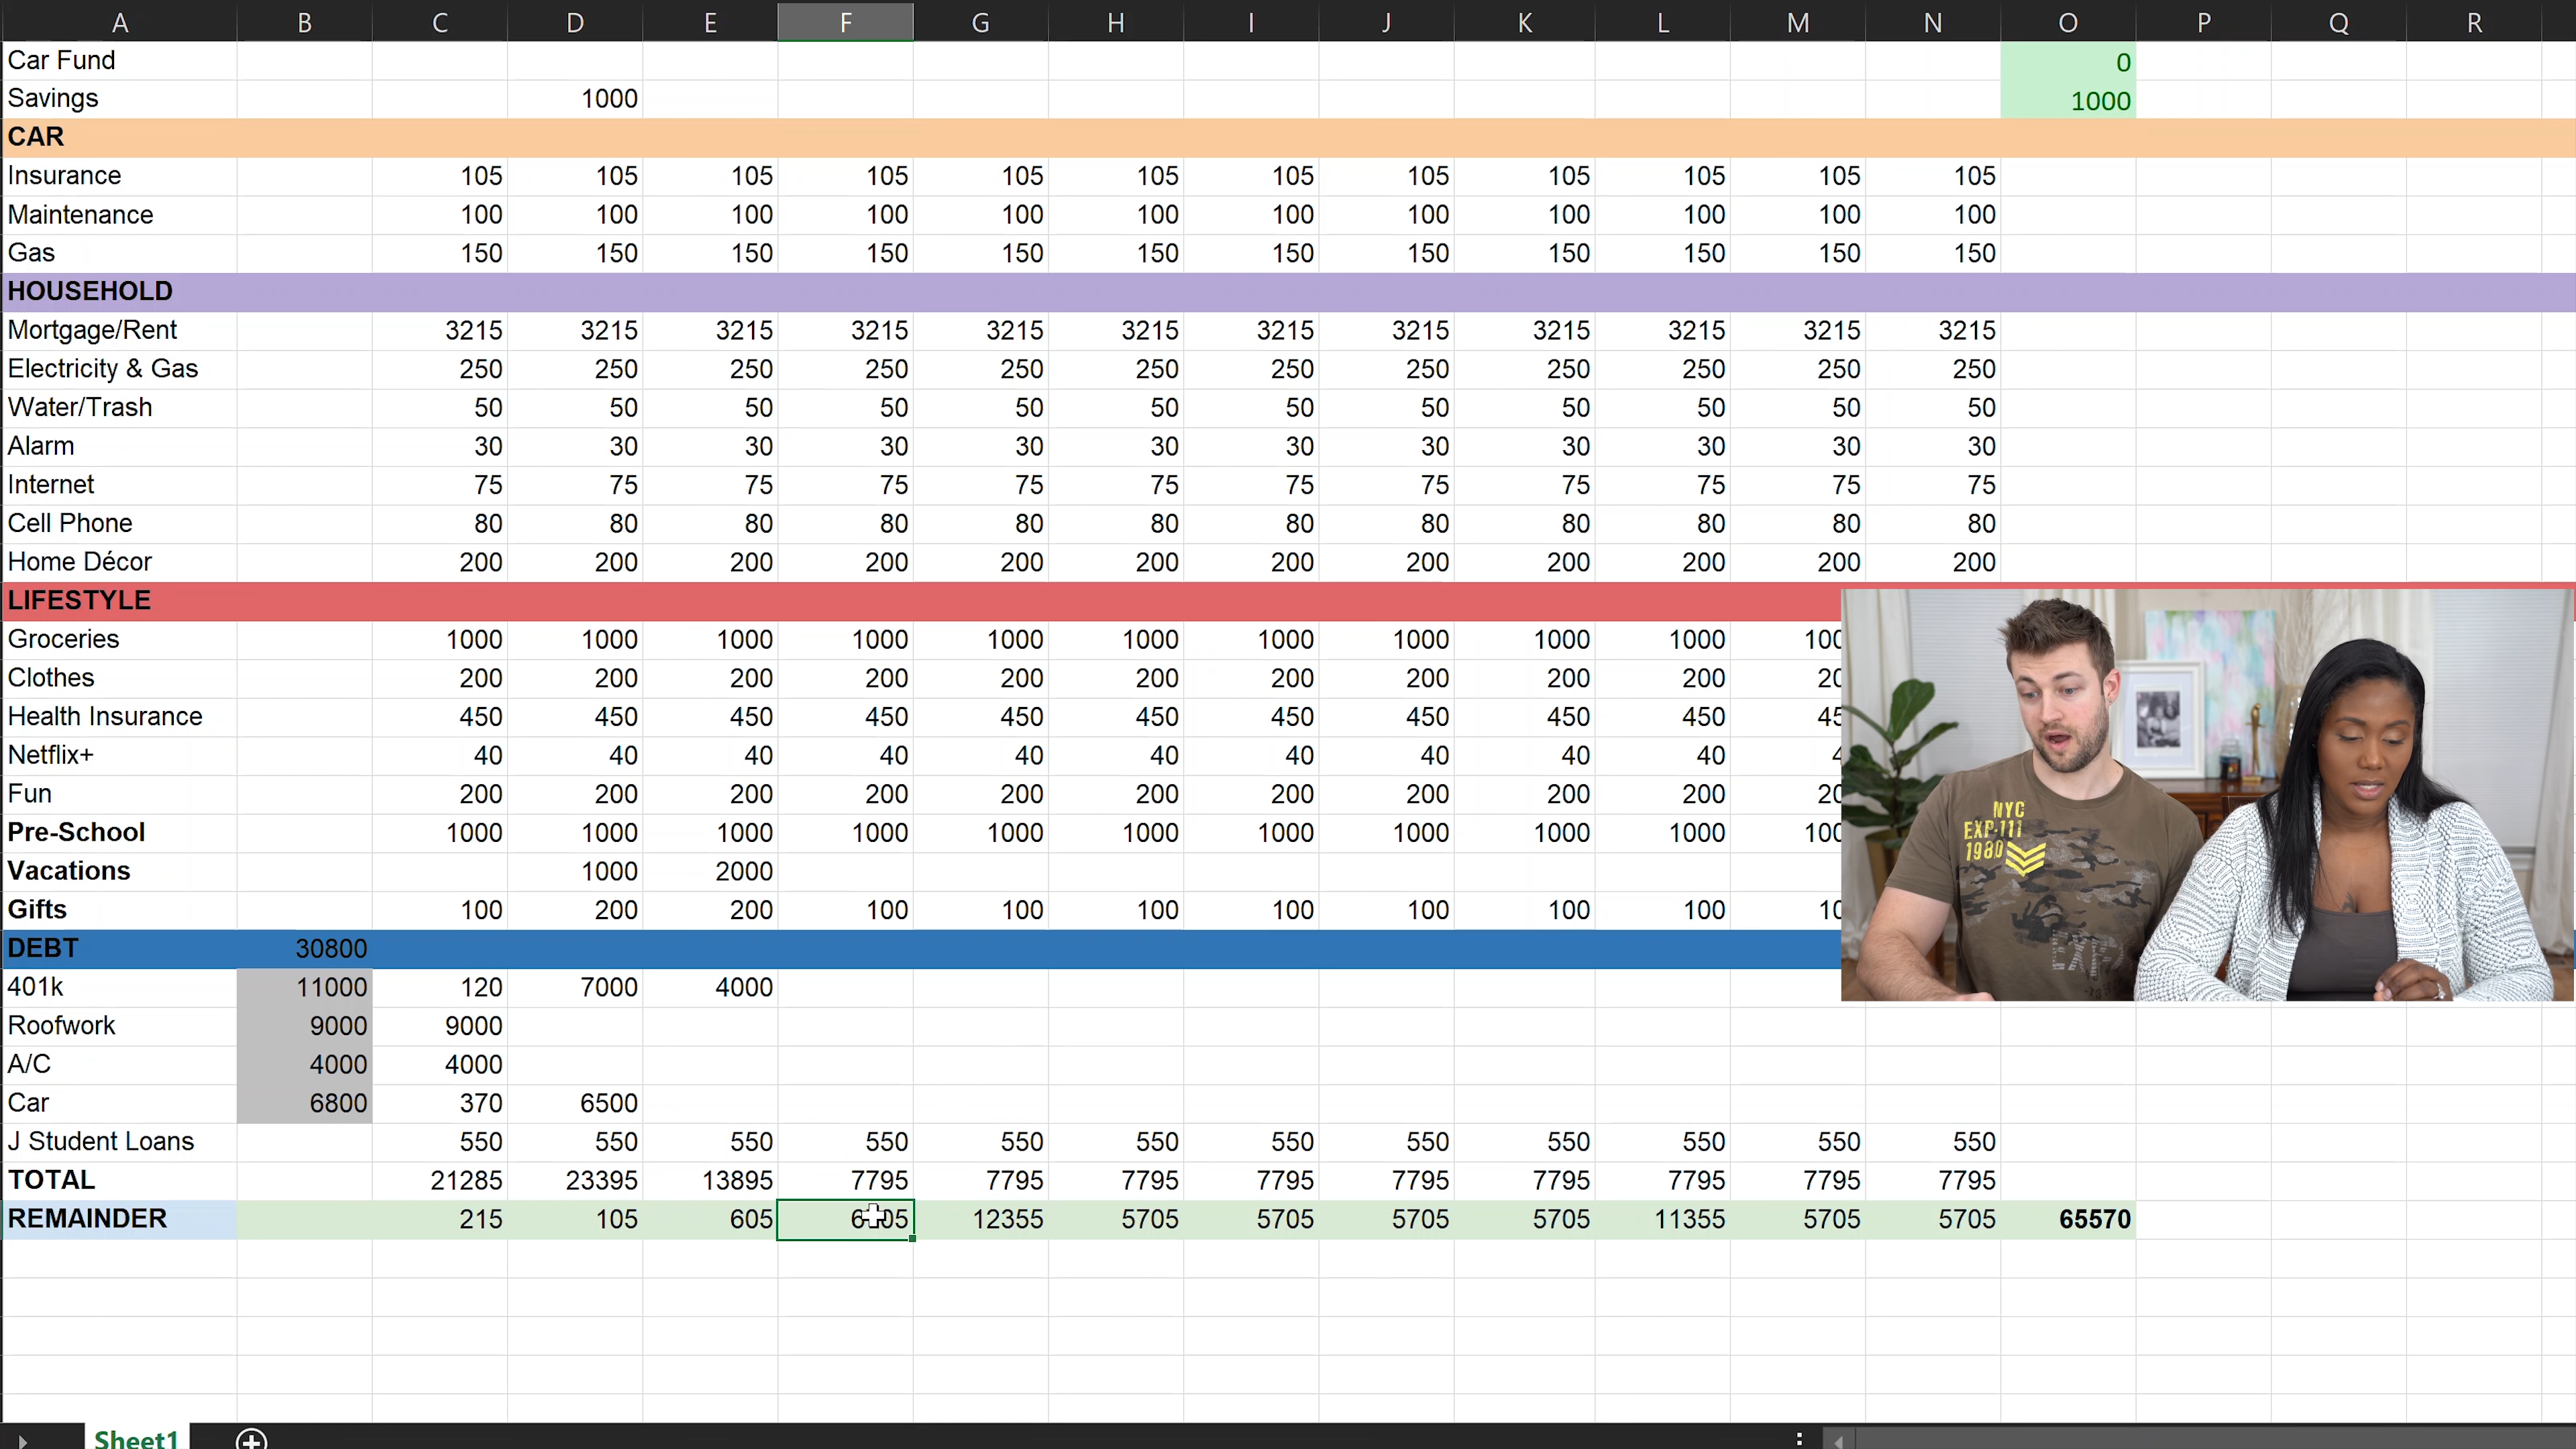 A B C D E F G H I J K L M N O P Q R
Car Fund 0
Savings 1000 1000
CAR
Insurance 105 105 105 105 105 105 105 105 105 105 105 105
Maintenance 100 100 100 100 100 100 100 100 100 100 100 100
Gas 150 150 150 150 150 150 150 150 150 150 150 150
HOUSEHOLD
Mortgage/Rent 3215 3215 3215 3215 3215 3215 3215 3215 3215 3215 3215 3215
Electricity & Gas 250 250 250 250 250 250 250 250 250 250 250 250
Water/Trash 50 50 50 50 50 50 50 50 50 50 50 50
Alarm 30 30 30 30 30 30 30 30 30 30 30 30
Internet 75 75 75 75 75 75 75 75 75 75 75 75
Cell Phone 80 80 80 80 80 80 80 80 80 80 80 80
Home Décor 200 200 200 200 200 200 200 200 200 200 200 200
LIFESTYLE
Groceries 1000 1000 1000 1000 1000 1000 1000 1000 1000 1000
Clothes 200 200 200 200 200 200 200 200 200 200
Health Insurance 450 450 450 450 450 450 450 450 450 450
Netflix+ 40 40 40 40 40 40 40 40 40 40
Fun 200 200 200 200 200 200 200 200 200 200
Pre-School 1000 1000 1000 1000 1000 1000 1000 1000 1000 1000
Vacations 1000 2000
Gifts 100 200 200 100 100 100 100 100 100 100
NYC
EXP-111
1980
DEBT 30800
401k 11000 120 7000 4000
Roofwork 9000 9000
A/C 4000 4000
Car 6800 370 6500
J Student Loans 550 550 550 550 550 550 550 550 550 550 550 550
TOTAL 21285 23395 13895 7795 7795 7795 7795 7795 7795 7795 7795 7795
REMAINDER 215 105 605 12355 5705 5705 5705 5705 11355 5705 5705 65570
Sheet1